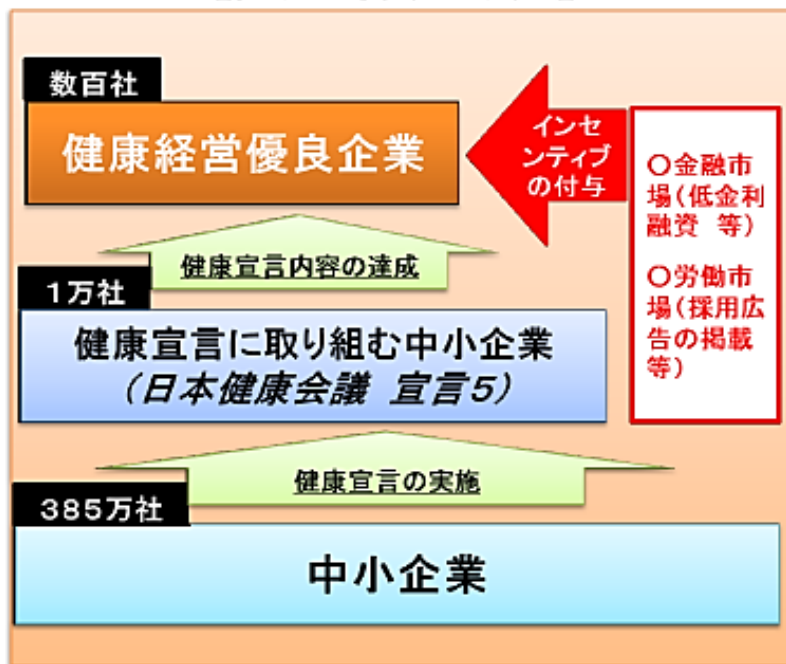 数百社
健康経営優良企業
インセ
ンティブ
の付与
〇金融市
場(低金利
融資 等)
〇労働市
場(採用広
告の掲載
等)
健康宣言内容の達成
1万社
健康宣言に取り組む中小企業
(日本健康会議 宣言5)
健康宣言の実施
385万社
中小企業